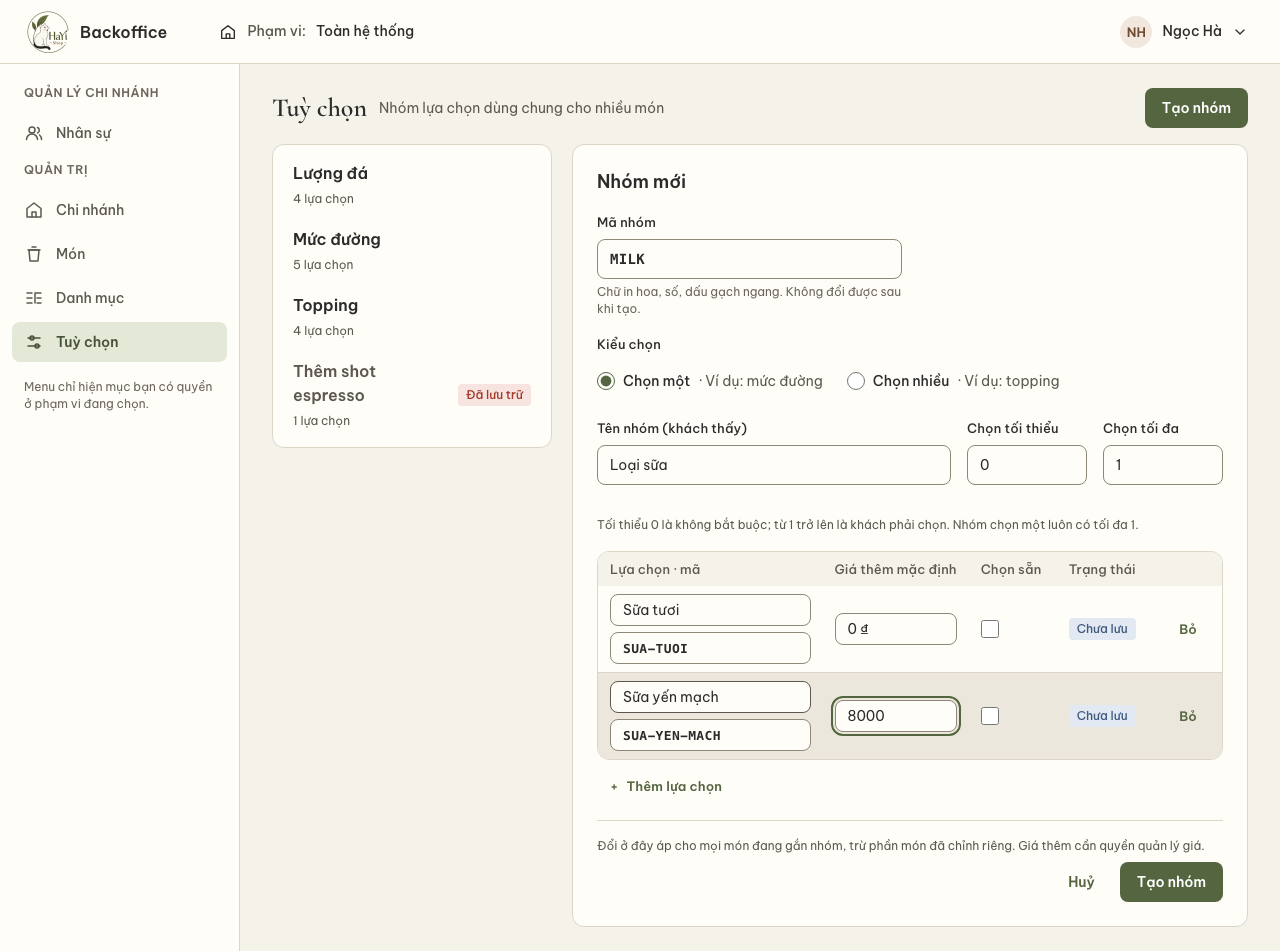 HaYi
Shop
Backoffice
Phạm vi: Toàn hệ thống
NH
Ngọc Hà
QUẢN LÝ CHI NHÁNH
Nhân sự
QUẢN TRỊ
Chi nhánh
Món
Danh mục
Tuỳ chọn
Menu chỉ hiện mục bạn có quyền
ở phạm vi đang chọn.
Tuỳ chọn
Nhóm lựa chọn dùng chung cho nhiều món
Tạo nhóm
Lượng đá
4 lựa chọn
Mức đường
5 lựa chọn
Topping
4 lựa chọn
Thêm shot
espresso
Đã lưu trữ
1 lựa chọn
Nhóm mới
Mã nhóm
MILK
Chữ in hoa, số, dấu gạch ngang. Không đổi được sau
khi tạo.
Kiểu chọn
Chọn một · Ví dụ: mức đường
Chọn nhiều · Ví dụ: topping
Tên nhóm (khách thấy)
Chọn tối thiểu
Chọn tối đa
Loại sữa
0
1
Tối thiểu 0 là không bắt buộc; từ 1 trở lên là khách phải chọn. Nhóm chọn một luôn có tối đa 1.
Lựa chọn · mã
Giá thêm mặc định
Chọn sẵn
Trạng thái
Sữa tươi
SUA-TUOI
0 ₫
Chưa lưu
Bỏ
Sữa yến mạch
SUA-YEN-MACH
8000
Chưa lưu
Bỏ
+ Thêm lựa chọn
Đổi ở đây áp cho mọi món đang gắn nhóm, trừ phần món đã chỉnh riêng. Giá thêm cần quyền quản lý giá.
Huỷ
Tạo nhóm